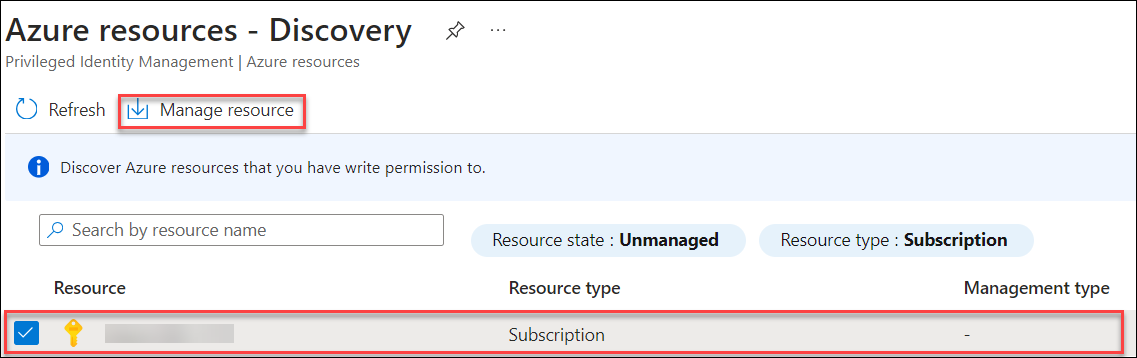 Azure resources - Discovery ...
Privileged Identity Management | Azure resources
Refresh Manage resource
Discover Azure resources that you have write permission to.
Search by resource name Resource state : Unmanaged Resource type : Subscription
Resource Resource type Management type
Subscription -